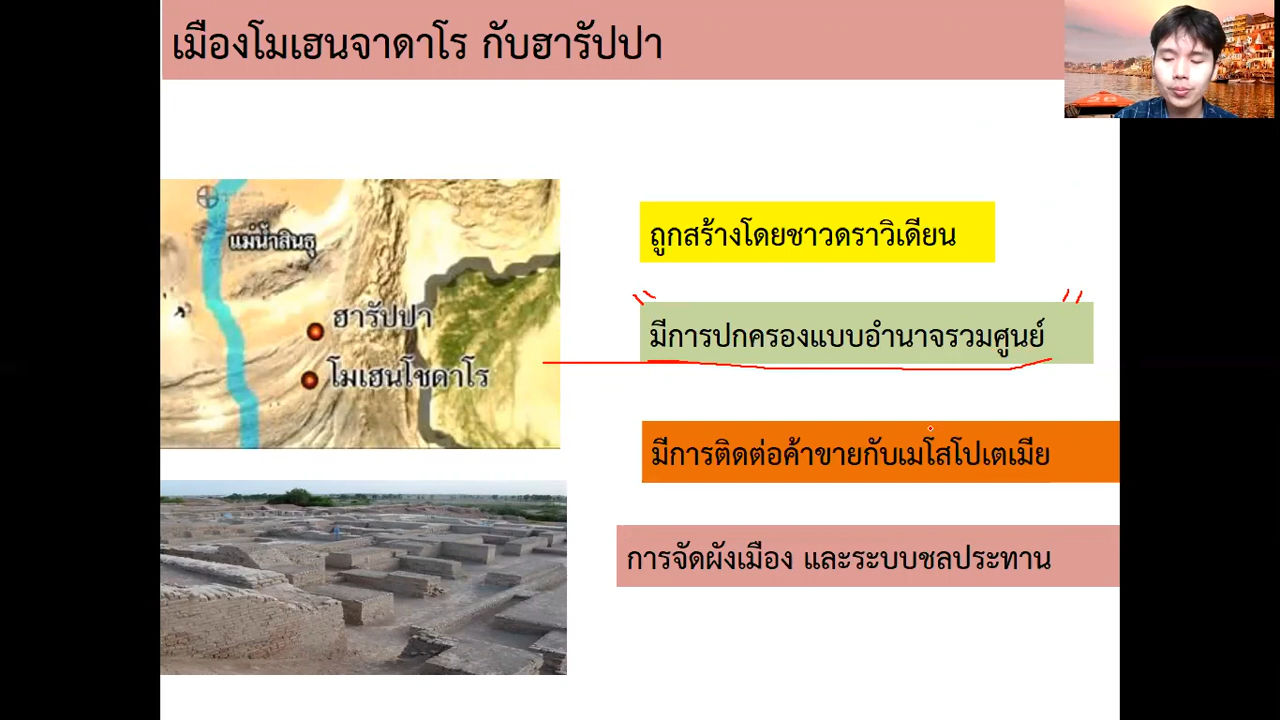 เมืองโมเฮนจาดาโร กับฮารัปปา
แม่น้ำสินธุ
ฮารัปปา
โมเฮนโชดาโร
ถูกสร้างโดยชาวดราวิเดียน
มีการปกครองแบบอำนาจรวมศูนย์
มีการติดต่อค้าขายกับเมโสโปเตเมีย
การจัดผังเมือง และระบบชลประทาน